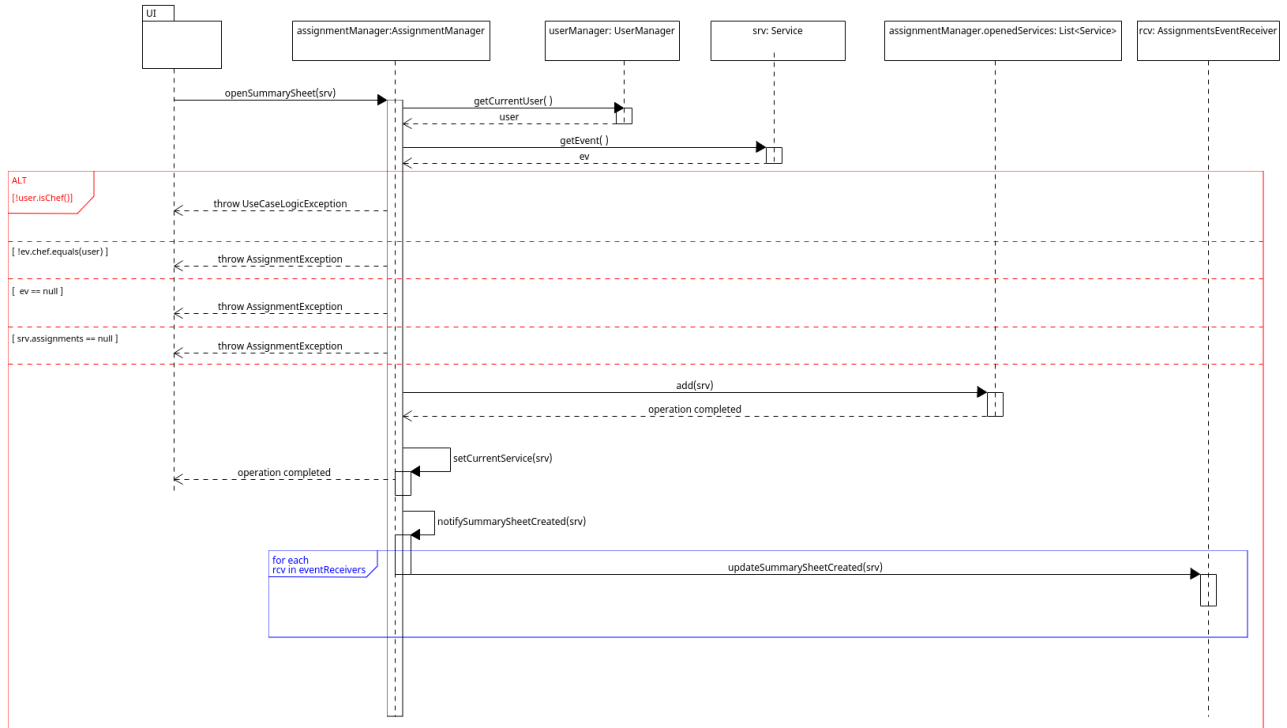 UI
assignmentManager:AssignmentManager
userManager: UserManager
srv: Service
assignmentManager.openedServices: List<Service>
rcv: AssignmentsEventReceiver
openSummarySheet(srv)
getCurrentUser( )
user
getEvent( )
ev
ALT
[!user.isChef()]
throw UseCaseLogicException
[ !ev.chef.equals(user) ]
throw AssignmentException
[  ev == null ]
throw AssignmentException
[ srv.assignments == null ]
throw AssignmentException
add(srv)
operation completed
setCurrentService(srv)
operation completed
notifySummarySheetCreated(srv)
for each
rcv in eventReceivers
updateSummarySheetCreated(srv)